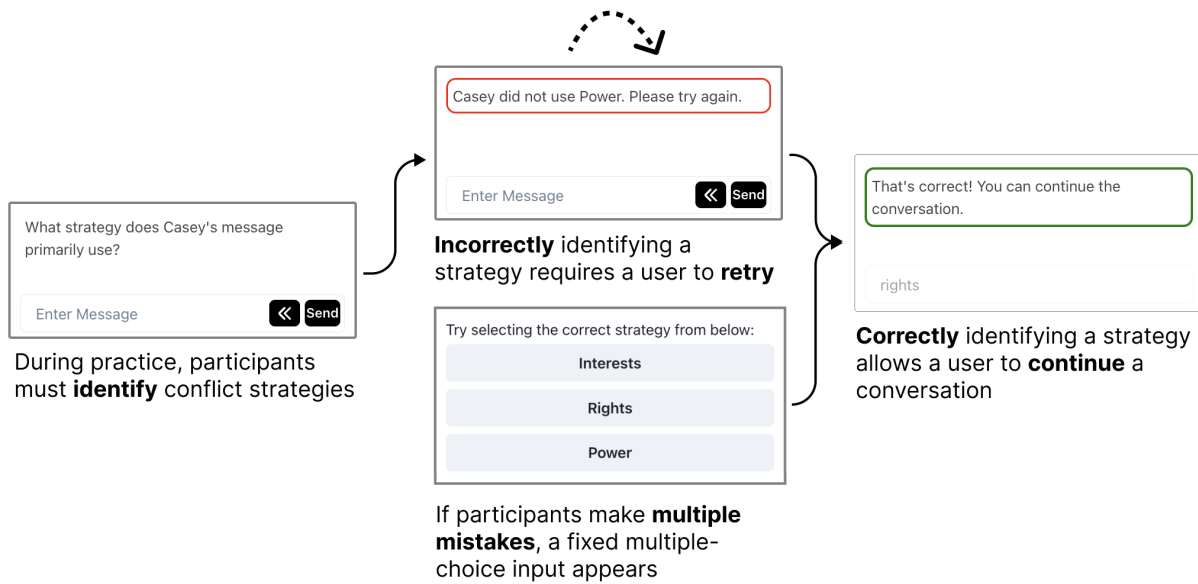 What strategy does Casey's message
primarily use?
Enter Message
Send
During practice, participants
must identify conflict strategies
Casey did not use Power. Please try again.
Enter Message
Send
Incorrectly identifying a
strategy requires a user to retry
Try selecting the correct strategy from below:
Interests
Rights
Power
If participants make multiple
mistakes, a fixed multiple-
choice input appears
That's correct! You can continue the
conversation.
rights
Correctly identifying a strategy
allows a user to continue a
conversation